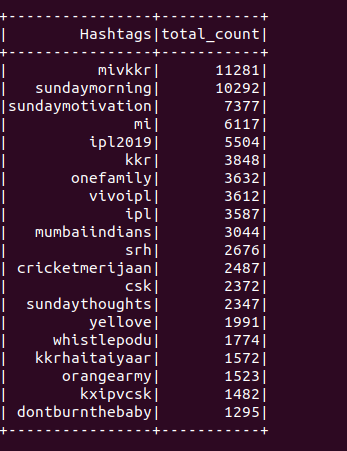 +----------------+-----------+
|        Hashtags|total_count|
+----------------+-----------+
|          mivkkr|      11281|
|   sundaymorning|      10292|
|sundaymotivation|       7377|
|              mi|       6117|
|         ipl2019|       5504|
|             kkr|       3848|
|       onefamily|       3632|
|         vivoipl|       3612|
|             ipl|       3587|
|   mumbaiindians|       3044|
|             srh|       2676|
| cricketmerijaan|       2487|
|             csk|       2372|
|  sundaythoughts|       2347|
|         yellove|       1991|
|     whistlepodu|       1774|
|   kkrhaitaiyaar|       1572|
|      orangearmy|       1523|
|        kxipvcsk|       1482|
| dontburnthebaby|       1295|
+----------------+-----------+